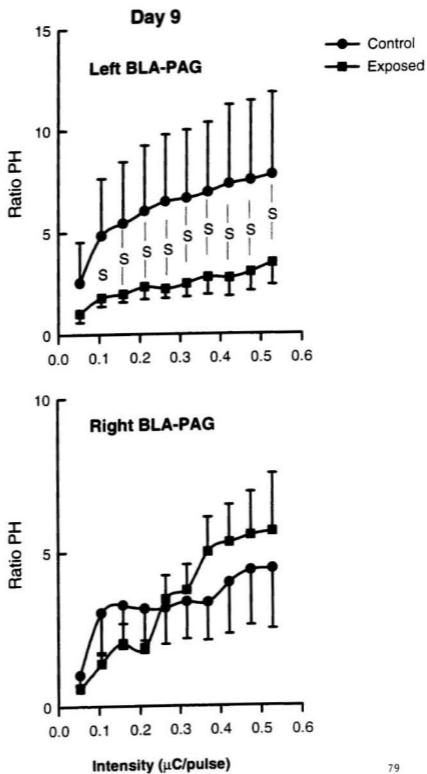 Day 9
Control
Exposed
Left BLA-PAG
Ratio PH
15
10
5
0
S S S S S S S S S
0.0 0.1 0.2 0.3 0.4 0.5 0.6
Right BLA-PAG
Ratio PH
10
5
0
0.0 0.1 0.2 0.3 0.4 0.5 0.6
Intensity (μC/pulse)
79